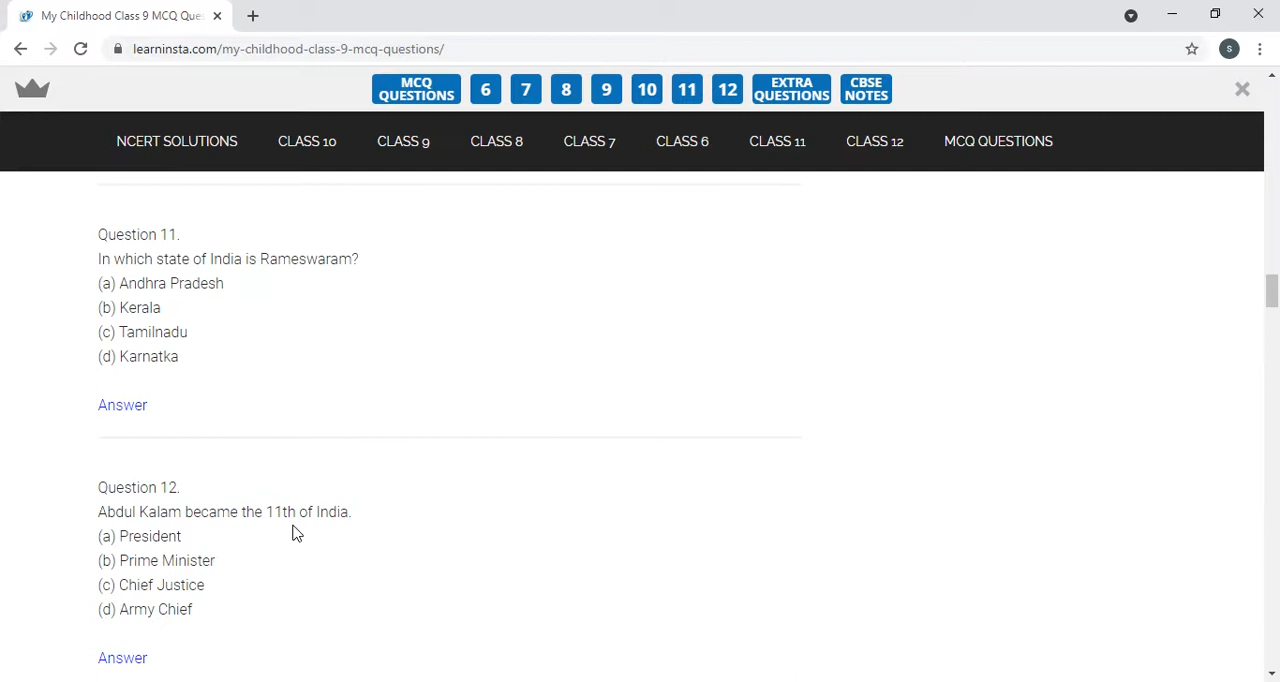 My Childhood Class 9 MCQ Que
learninsta.com/my-childhood-class-9-mcq-questions/
S
MCQ QUESTIONS 6 7 8 9 10 11 12 EXTRA QUESTIONS CBSE NOTES
NCERT SOLUTIONS CLASS 10 CLASS 9 CLASS 8 CLASS 7 CLASS 6 CLASS 11 CLASS 12 MCQ QUESTIONS
Question 11.
In which state of India is Rameswaram?
(a) Andhra Pradesh
(b) Kerala
(c) Tamilnadu
(d) Karnatka
Answer
Question 12.
Abdul Kalam became the 11th of India.
(a) President
(b) Prime Minister
(c) Chief Justice
(d) Army Chief
Answer